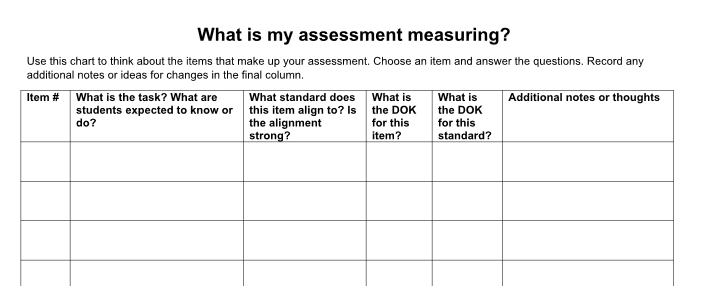 What is my assessment measuring?
Use this chart to think about the items that make up your assessment. Choose an item and answer the questions. Record any
additional notes or ideas for changes in the final column.
Item #
What is the task? What are
students expected to know or
do?
What standard does
this item align to? Is
the alignment
strong?
What is
the DOK
for this
item?
What is
the DOK
for this
standard?
Additional notes or thoughts